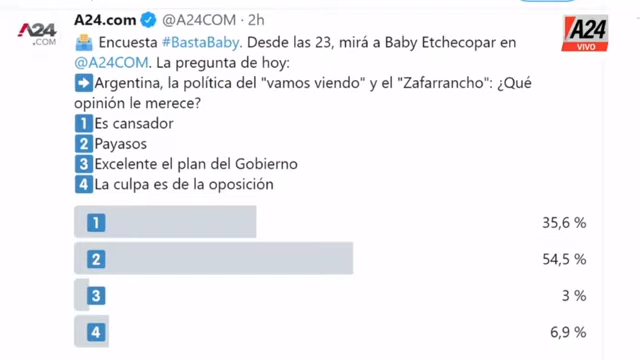 A24
.COM
A24.com @A24COM · 2h
Encuesta #BastaBaby. Desde las 23, mirá a Baby Etchecopar en
@A24COM. La pregunta de hoy:
➡Argentina, la política del "vamos viendo" y el "Zafarrancho": ¿Qué
opinión le merece?
1 Es cansador
2 Payasos
3 Excelente el plan del Gobierno
4 La culpa es de la oposición
1 35,6 %
2 54,5 %
3 3 %
4 6,9 %
A24
VIVO